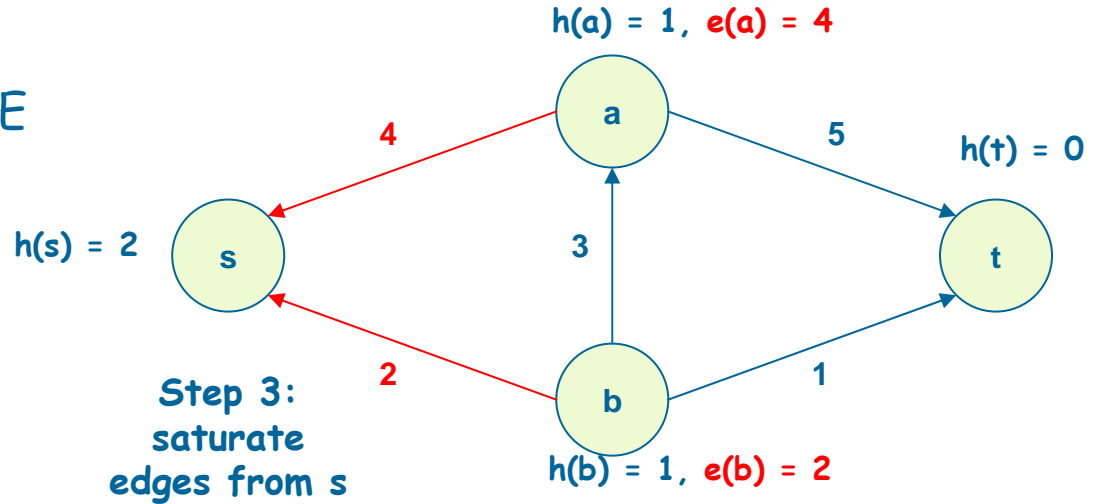 h(a) = 1, e(a) = 4
E
a
4
5
h(t) = 0
h(s) = 2
s
3
t
2
1
Step 3:
saturate
edges from s
b
h(b) = 1, e(b) = 2